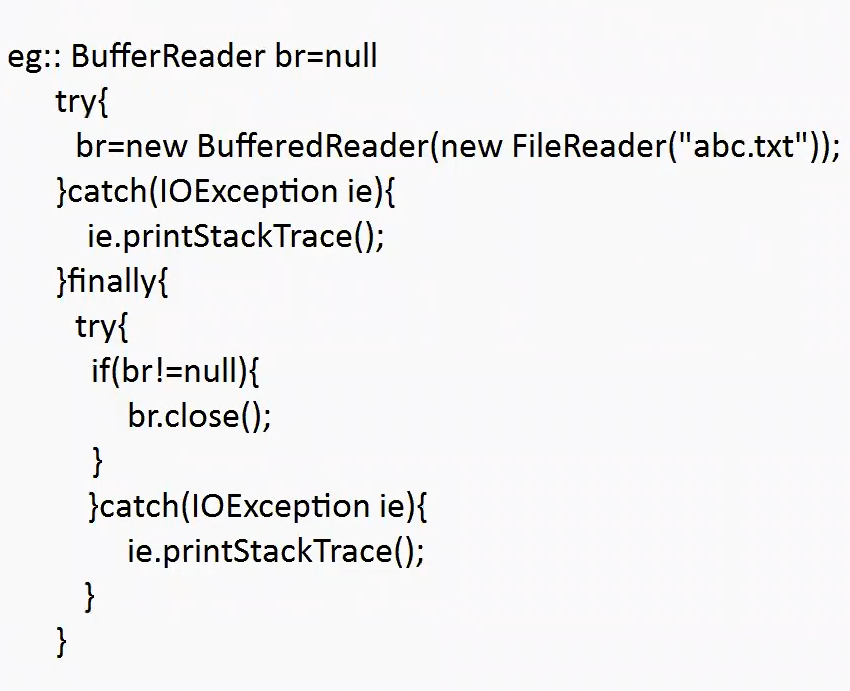 eg:: BufferReader br=null
try{
br=new BufferedReader(new FileReader("abc.txt"));
}catch(IOException ie){
ie.printStackTrace();
}finally{
try{
if(br!=null){
br.close();
}
}catch(IOException ie){
ie.printStackTrace();
}
}